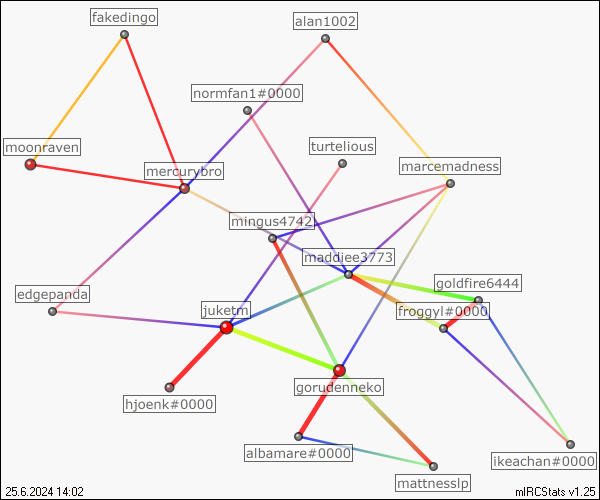 fakedingo
alan1002
normfan1#0000
moonraven
turtelious
mercurybro
marcemadness
mingus4742
maddiee3773
goldfire6444
edgepanda
juketm
froggyl#0000
gorudenneko
hjoenk#0000
albamare#0000
ikeachan#0000
mattnesslp
25.6.2024 14:02
mIRCStats v1.25